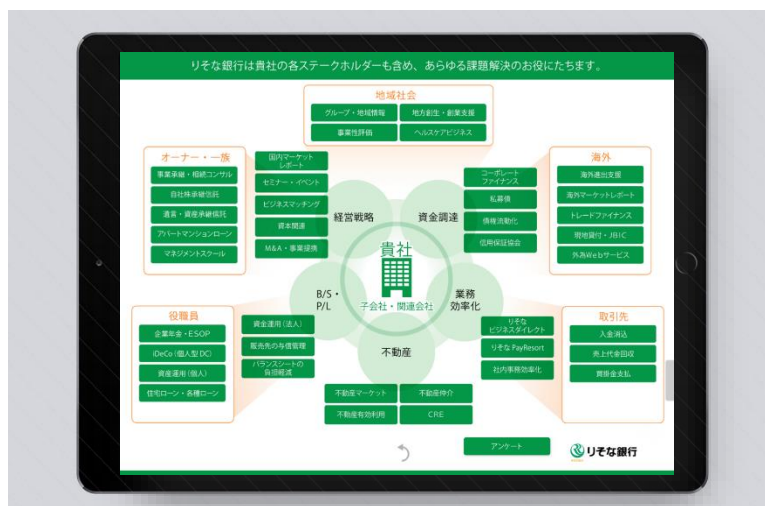 りそな銀行は貴社の各ステークホルダーも含め、あらゆる課題解決のお役にたちます。
地域社会
グループ・地域情報
地方創生・創業支援
事業性評価
ヘルスケアビジネス
オーナー・一族
事業承継・相続コンサル
自社株承継信託
遺言・資産承継信託
アパートマンションローン
マネジメントスクール
国内マーケット
レポート
セミナー・イベント
ビジネスマッチング
資本関連
M&A・事業提携
経営戦略
資金調達
コーポレート
ファイナンス
私募債
債権流動化
信用保証協会
海外
海外進出支援
海外マーケットレポート
トレードファイナンス
現地貸付・JBIC
外為Webサービス
貴社
子会社・関連会社
B/S・
P/L
業務
効率化
不動産
役職員
企業年金・ESOP
iDeCo(個人型DC)
資産運用(個人)
住宅ローン・各種ローン
資金運用(法人)
販売先の与信管理
バランスシートの
負担軽減
りそな
ビジネスダイレクト
りそなPayResort
社内事務効率化
取引先
入金消込
売上代金回収
買掛金支払
不動産マーケット
不動産仲介
不動産有効利用
CRE
アンケート
りそな銀行